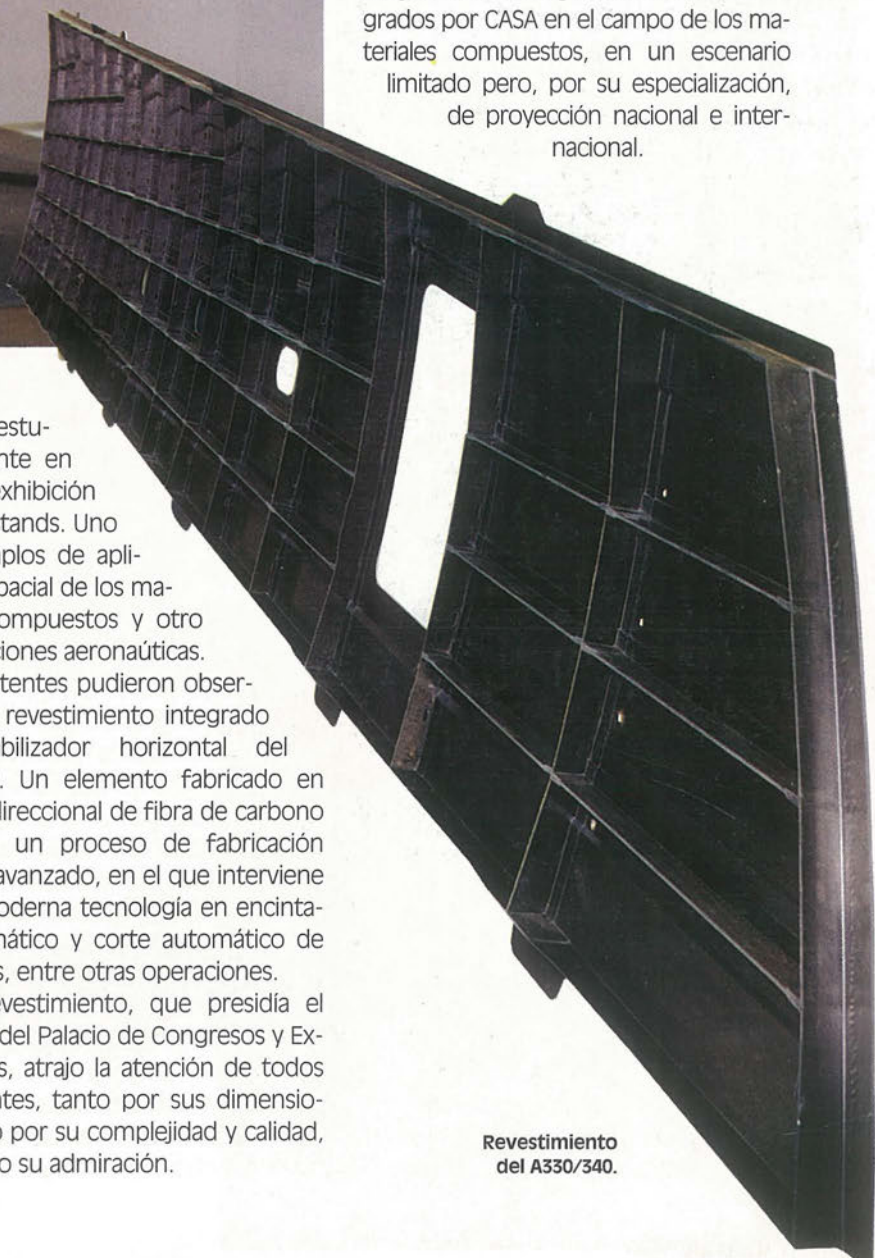 grados por CASA en el campo de los ma-
teriales compuestos, en un escenario
limitado pero, por su especialización,
de proyección nacional e inter-
nacional.
estu-
nte en
exhibición
tands. Uno
plos de apli-
pacial de los ma-
ompuestos y otro
ciones aeronaúticas.
tentes pudieron obser-
revestimiento integrado
bilizador horizontal del
. Un elemento fabricado en
direccional de fibra de carbono
un proceso de fabricación
avanzado, en el que interviene
oderna tecnología en encinta-
mático y corte automático de
s, entre otras operaciones.
evestimiento, que presidía el
del Palacio de Congresos y Ex-
s, atrajo la atención de todos
ntes, tanto por sus dimensio-
o por su complejidad y calidad,
o su admiración.
Revestimiento
del A330/340.